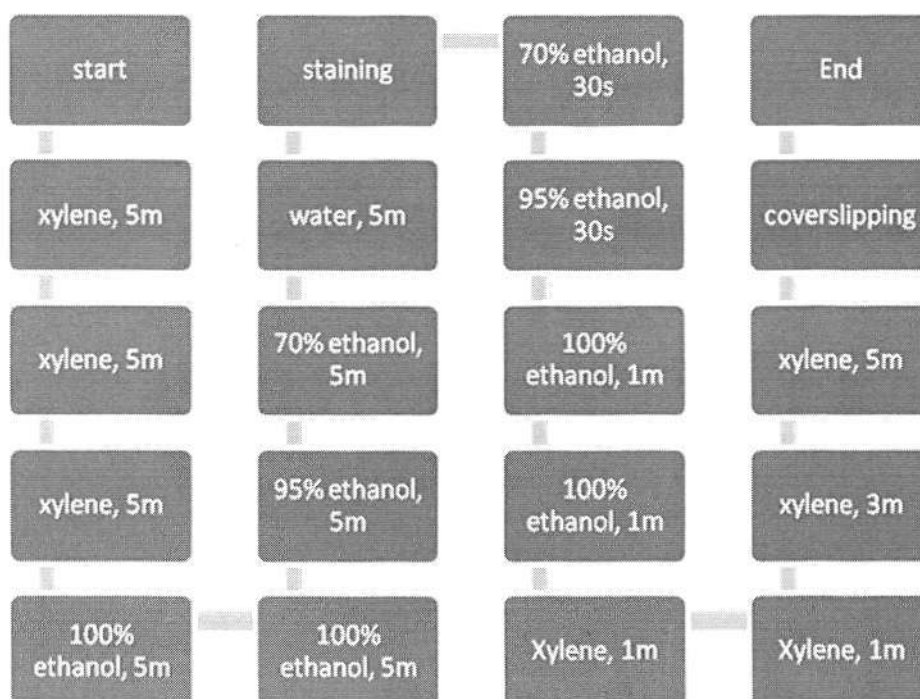 start
xylene, 5m
xylene, 5m
xylene, 5m
100%
ethanol, 5m
100%
ethanol, 5m
95% ethanol,
5m
70% ethanol,
5m
water, 5m
staining
70% ethanol,
30s
95% ethanol,
30s
100%
ethanol, 1m
100%
ethanol, 1m
Xylene, 1m
Xylene, 1m
xylene, 3m
xylene, 5m
coverslipping
End